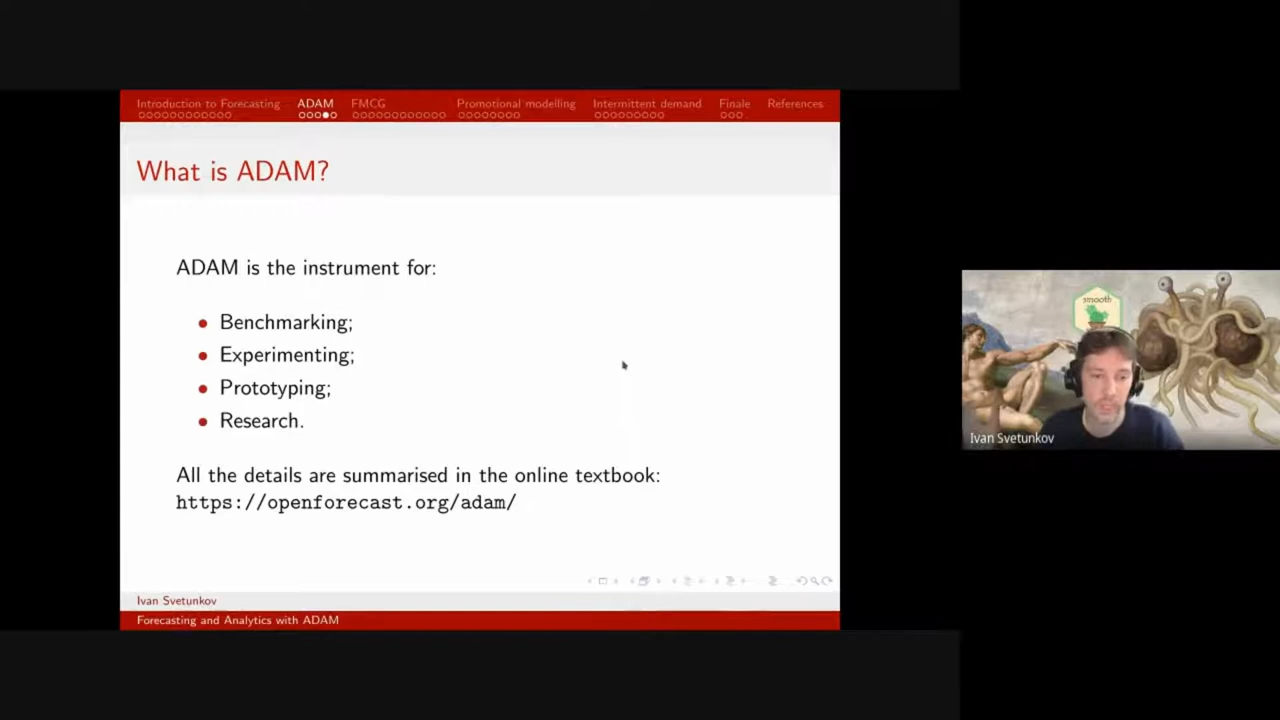 Introduction to Forecasting ADAM FMCG Promotional modelling Intermittent demand Finale References
What is ADAM?
ADAM is the instrument for:
Benchmarking;
Experimenting;
Prototyping;
Research.
All the details are summarised in the online textbook:
https://openforecast.org/adam/
Ivan Svetunkov
Forecasting and Analytics with ADAM
smooth
Ivan Svetunkov